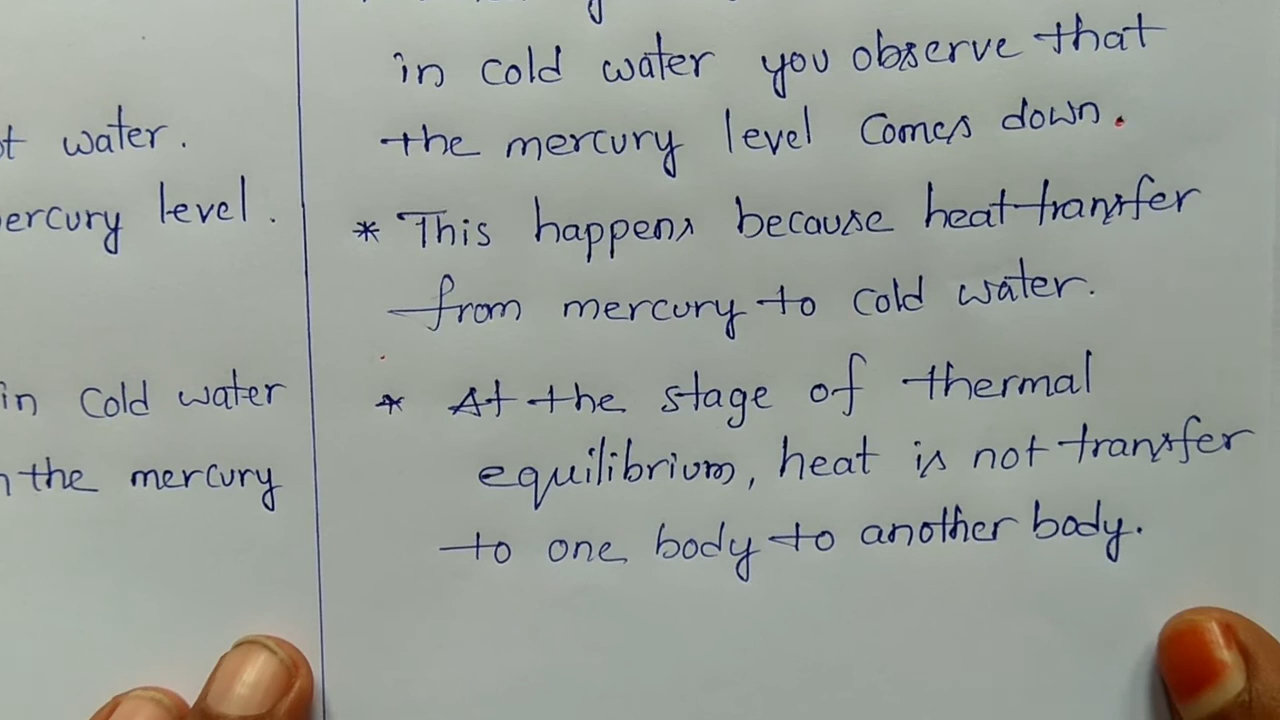 ot water.
ercury level.
in cold water
the mercury
in cold water you observe that
the mercury level comes down.
* This happens because heat transfer
from mercury to cold water.
* At the stage of thermal
equilibrium, heat is not transfer
to one body to another body.